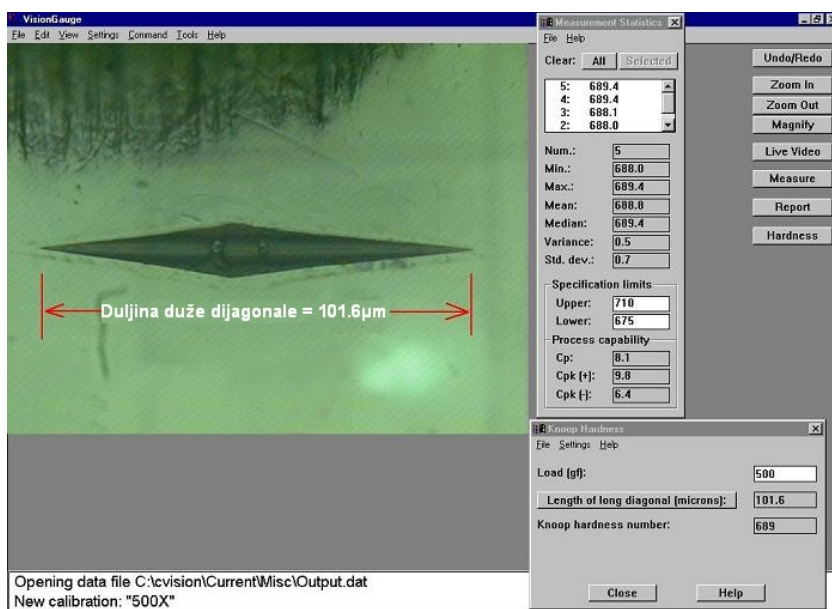 VisionGauge
File Edit View Settings Command Tools Help
Duljina duže dijagonale = 101.6µm
Measurement Statistics
File Help
Clear: All Selected
5: 689.4
4: 689.4
3: 688.1
2: 688.0
Num.: 5
Min.: 688.0
Max.: 689.4
Mean: 688.8
Median: 689.4
Variance: 0.5
Std. dev.: 0.7
Specification limits
Upper: 710
Lower: 675
Process capability
Cp: 8.1
Cpk (+): 9.8
Cpk (-): 6.4
Undo/Redo
Zoom In
Zoom Out
Magnify
Live Video
Measure
Report
Hardness
Knoop Hardness
File Settings Help
Load (gf): 500
Length of long diagonal (microns): 101.6
Knoop hardness number: 689
Close Help
Opening data file C:\cvision\Current\Misc\Output.dat
New calibration: "500X"